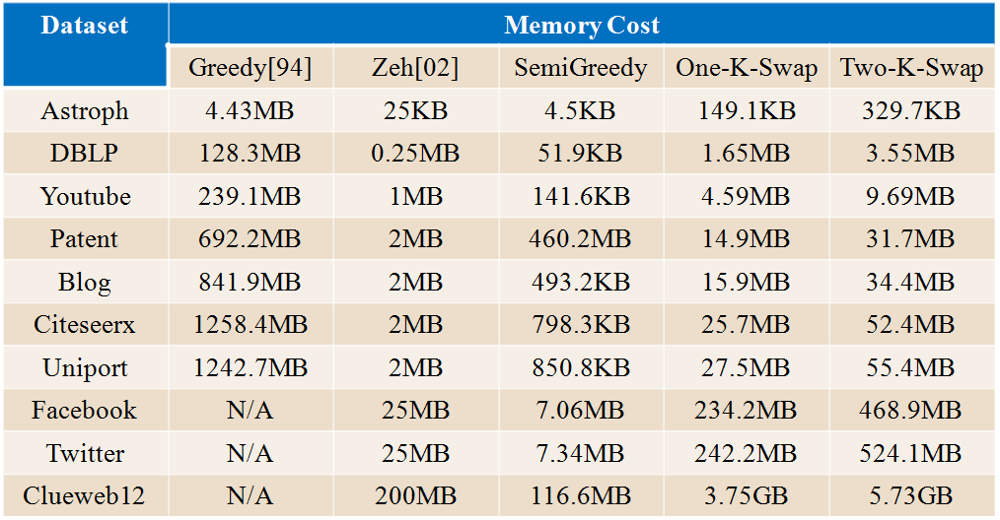 Dataset Memory Cost
Greedy[94] Zeh[02] SemiGreedy One-K-Swap Two-K-Swap
Astroph 4.43MB 25KB 4.5KB 149.1KB 329.7KB
DBLP 128.3MB 0.25MB 51.9KB 1.65MB 3.55MB
Youtube 239.1MB 1MB 141.6KB 4.59MB 9.69MB
Patent 692.2MB 2MB 460.2MB 14.9MB 31.7MB
Blog 841.9MB 2MB 493.2KB 15.9MB 34.4MB
Citeseerx 1258.4MB 2MB 798.3KB 25.7MB 52.4MB
Uniport 1242.7MB 2MB 850.8KB 27.5MB 55.4MB
Facebook N/A 25MB 7.06MB 234.2MB 468.9MB
Twitter N/A 25MB 7.34MB 242.2MB 524.1MB
Clueweb12 N/A 200MB 116.6MB 3.75GB 5.73GB